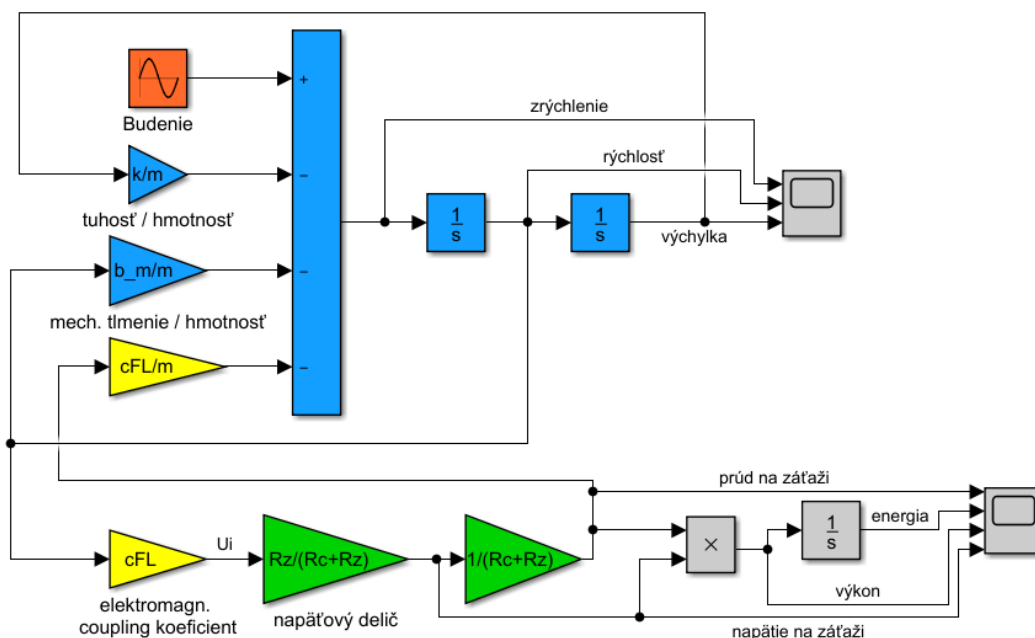 zrýchlenie
+
Budenie
rýchlosť
k/m
−
tuhosť / hmotnosť
1
s
1
s
výchylka
b_m/m
−
mech. tlmenie / hmotnosť
cFL/m
−
prúd na záťaži
energia
1
s
Ui
cFL
Rz/(Rc+Rz)
1/(Rc+Rz)
×
výkon
elektromagn.
coupling koeficient
napäťový delič
napätie na záťaži